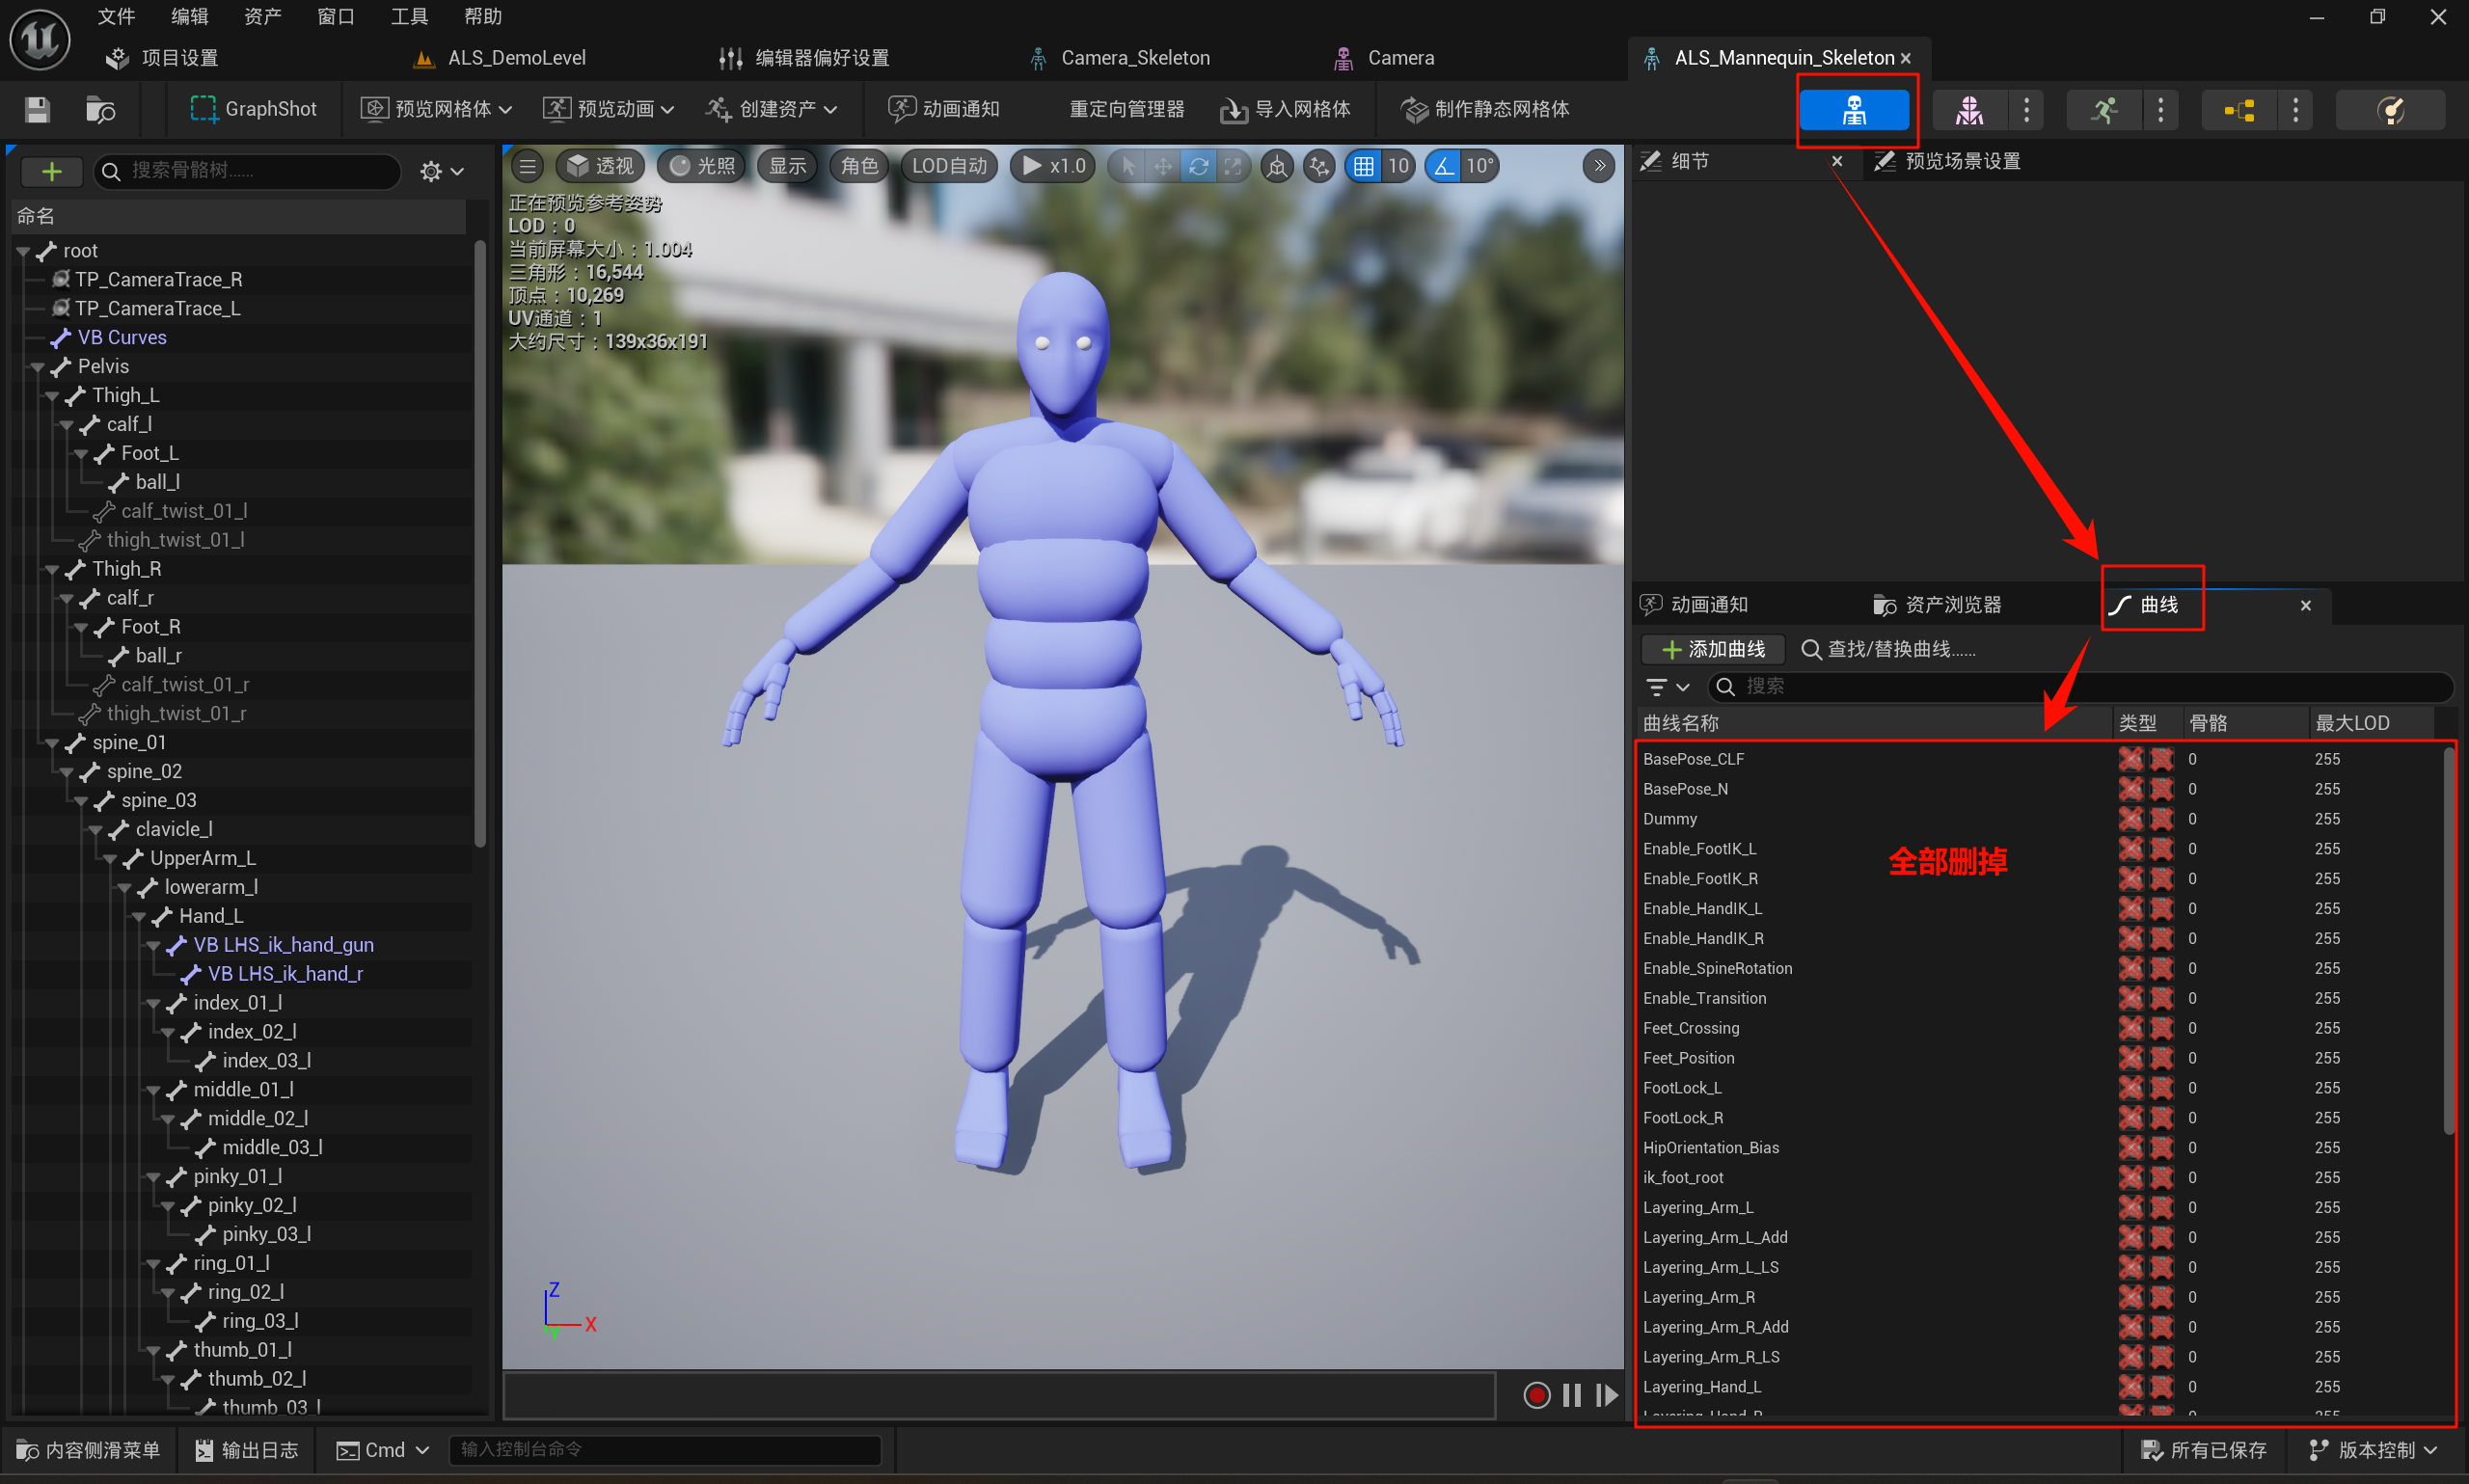 文件 编辑 资产 窗口 工具 帮助
项目设置 ALS_DemoLevel 编辑器偏好设置 Camera_Skeleton Camera ALS_Mannequin_Skeleton
GraphShot 预览网格体 预览动画 创建资产 动画通知 重定向管理器 导入网格体 制作静态网格体
搜索骨骼树......
命名
root
TP_CameraTrace_R
TP_CameraTrace_L
VB Curves
Pelvis
Thigh_L
calf_l
Foot_L
ball_l
calf_twist_01_l
thigh_twist_01_l
Thigh_R
calf_r
Foot_R
ball_r
calf_twist_01_r
thigh_twist_01_r
spine_01
spine_02
spine_03
clavicle_l
UpperArm_L
lowerarm_l
Hand_L
VB LHS_ik_hand_gun
VB LHS_ik_hand_r
index_01_l
index_02_l
index_03_l
middle_01_l
middle_02_l
middle_03_l
pinky_01_l
pinky_02_l
pinky_03_l
ring_01_l
ring_02_l
ring_03_l
thumb_01_l
thumb_02_l
thumb_03_l
透视 光照 显示 角色 LOD自动 x1.0 10 10°
正在预览参考姿势
LOD：0
当前屏幕大小：1.004
三角形：16,544
顶点：10,269
UV通道：1
大约尺寸：139x36x191
Z
X
Y
细节 预览场景设置
动画通知 资产浏览器 曲线
添加曲线 查找/替换曲线......
搜索
曲线名称 类型 骨骼 最大LOD
BasePose_CLF 0 255
BasePose_N 0 255
Dummy 0 255
Enable_FootIK_L 0 255
Enable_FootIK_R 0 255
Enable_HandIK_L 0 255
Enable_HandIK_R 0 255
Enable_SpineRotation 0 255
Enable_Transition 0 255
Feet_Crossing 0 255
Feet_Position 0 255
FootLock_L 0 255
FootLock_R 0 255
HipOrientation_Bias 0 255
ik_foot_root 0 255
Layering_Arm_L 0 255
Layering_Arm_L_Add 0 255
Layering_Arm_L_LS 0 255
Layering_Arm_R 0 255
Layering_Arm_R_Add 0 255
Layering_Arm_R_LS 0 255
Layering_Hand_L 0 255
全部删掉
内容侧滑菜单 输出日志 Cmd 输入控制台命令 所有已保存 版本控制